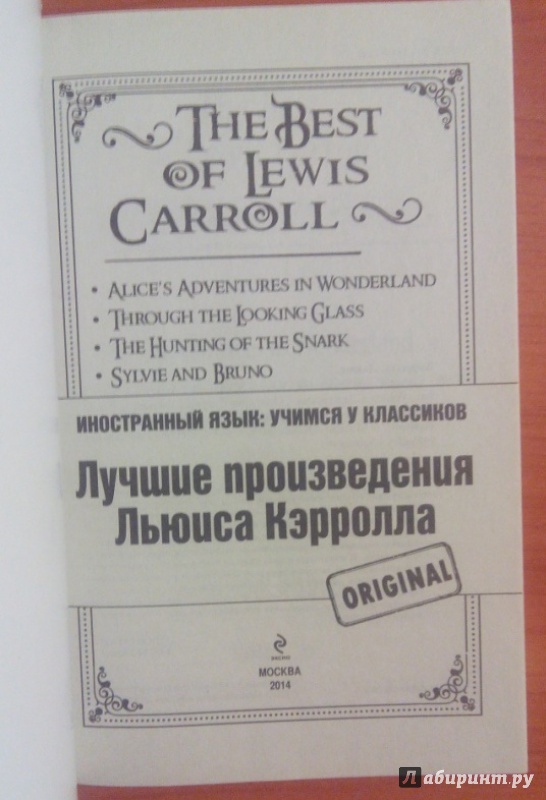 THE BEST
OF LEWIS
CARROLL
• ALICE'S ADVENTURES IN WONDERLAND
• THROUGH THE LOOKING GLASS
• THE HUNTING OF THE SNARK
• SYLVIE AND BRUNO
ИНОСТРАННЫЙ ЯЗЫК: УЧИМСЯ У КЛАССИКОВ
Лучшие произведения
Льюиса Кэрролла
ORIGINAL
ЭКСМО
МОСКВА
2014
Лабиринт.ру